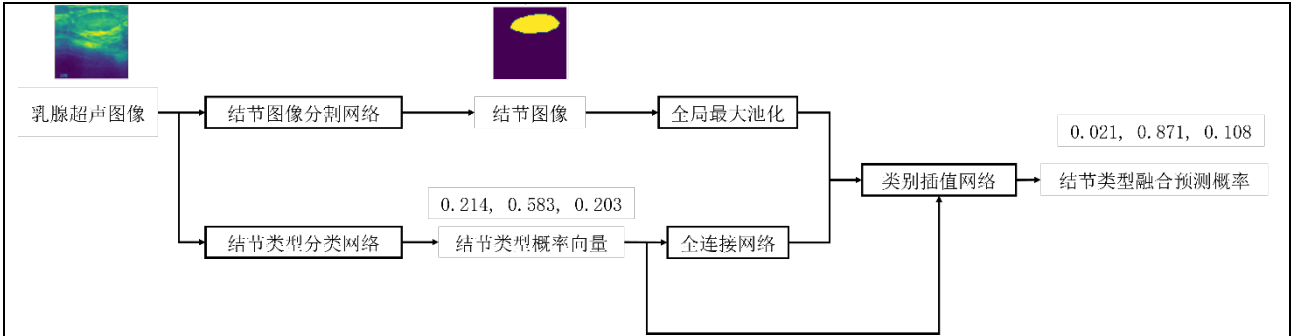 乳腺超声图像
结节图像分割网络
结节图像
全局最大池化
0.021, 0.871, 0.108
类别插值网络
结节类型融合预测概率
0.214, 0.583, 0.203
结节类型分类网络
结节类型概率向量
全连接网络